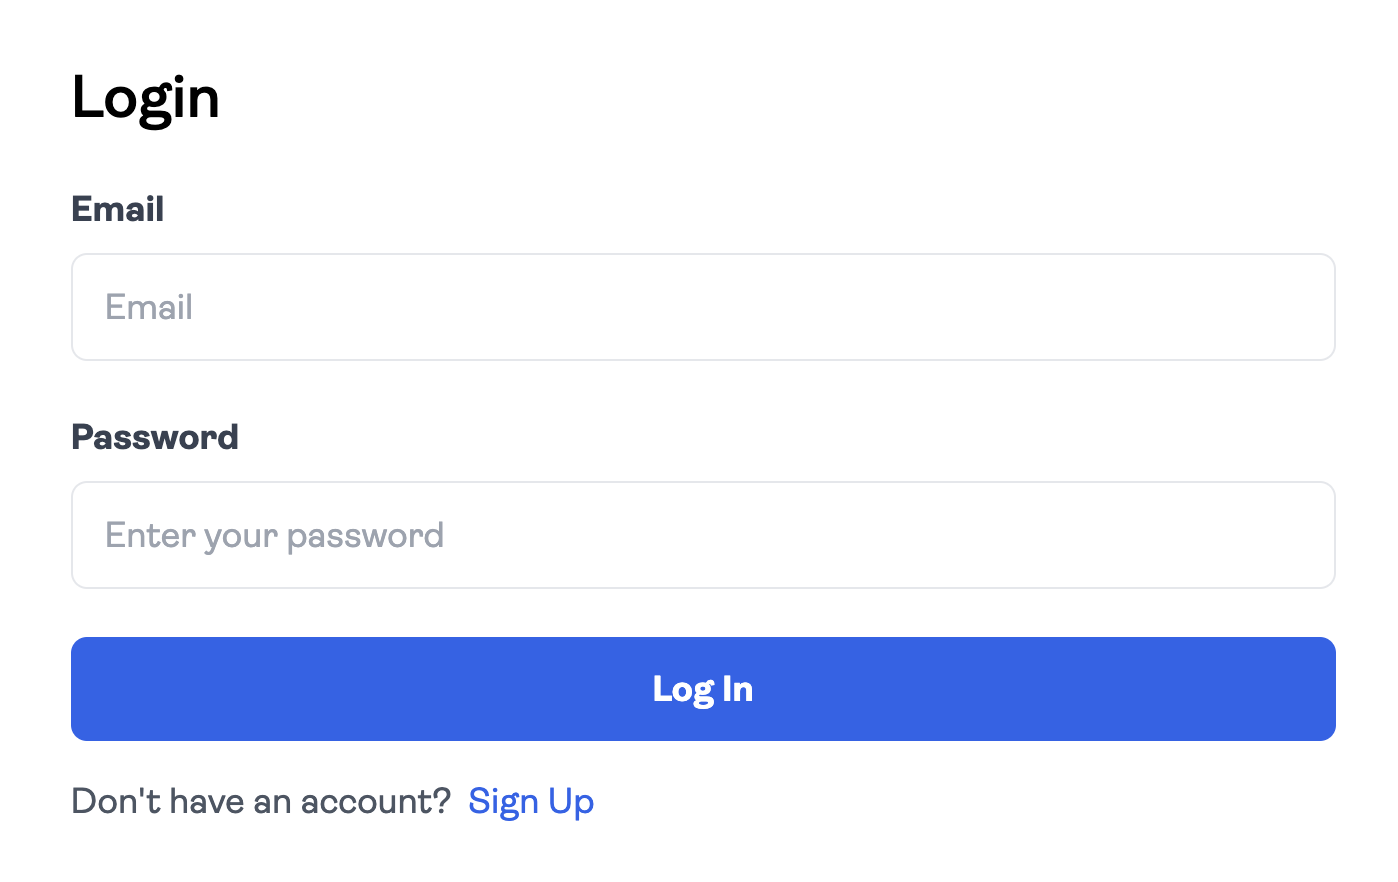 Login
Email
Email
Password
Enter your password
Log In
Don't have an account? Sign Up